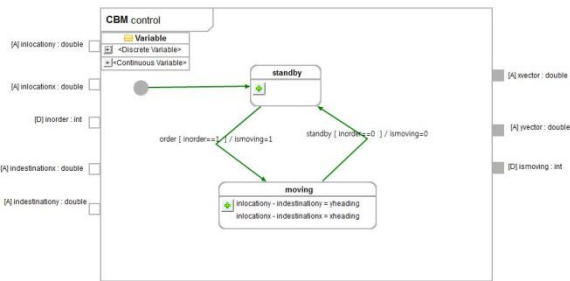 CBM control
Variable
<Discrete Variable>
<Continuous Variable>
[A] inlocationy : double
[A] inlocationx : double
[D] inorder : int
[A] indestinationx : double
[A] indestinationy : double
standby
order [ inorder==1 ] / ismoving=1
standby [ inorder==0 ] / ismoving=0
moving
inlocationy - indestinationy = yheading
inlocationx - indestinationx = xheading
[A] xvector : double
[A] yvector : double
[D] ismoving : int